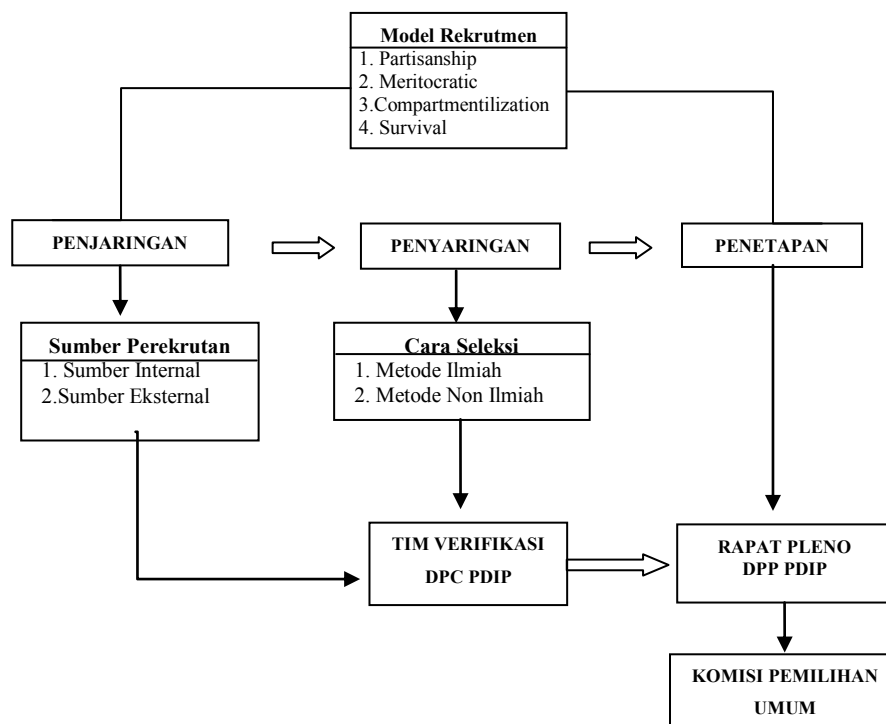 Model Rekrutmen
1. Partisanship
2. Meritocratic
3.Compartmentilization
4. Survival
PENJARINGAN
PENYARINGAN
PENETAPAN
Sumber Perekrutan
1. Sumber Internal
2.Sumber Eksternal
Cara Seleksi
1. Metode Ilmiah
2. Metode Non Ilmiah
TIM VERIFIKASI
DPC PDIP
RAPAT PLENO
DPP PDIP
KOMISI PEMILIHAN
UMUM